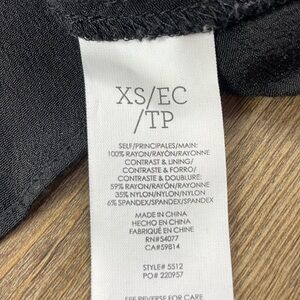 XS/EC
/TP
SELF/PRINCIPALES/MAIN:
100% RAYON/RAYÓN/RAYONNE
CONTRAST & LINING/
CONTRASTE & FORRO/
CONTRASTE & DOUBLURE:
59% RAYON/RAYÓN/RAYONNE
35% NYLON/NYLON/NYLON
6% SPANDEX/SPANDEX/SPANDEX
MADE IN CHINA
HECHO EN CHINA
FABRIQUÉ EN CHINE
RN#54077
CA#59814
STYLE# 5512
PO# 220957
SEE REVERSE FOR CARE